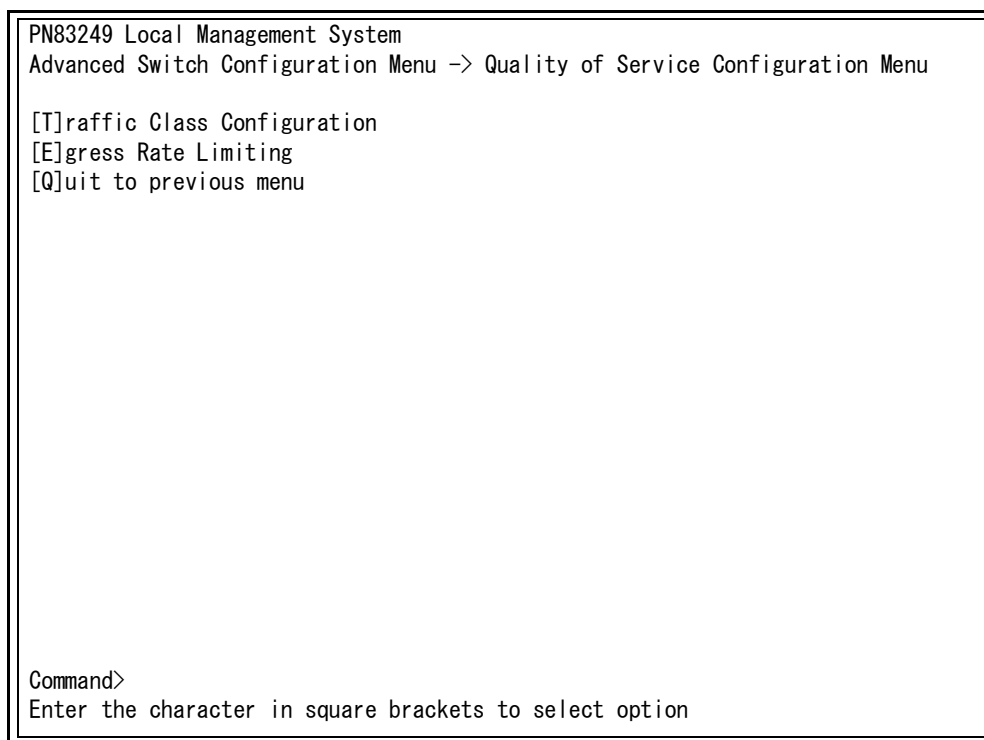 PN83249 Local Management System
Advanced Switch Configuration Menu -> Quality of Service Configuration Menu
[T]raffic Class Configuration
[E]gress Rate Limiting
[Q]uit to previous menu
Command>
Enter the character in square brackets to select option